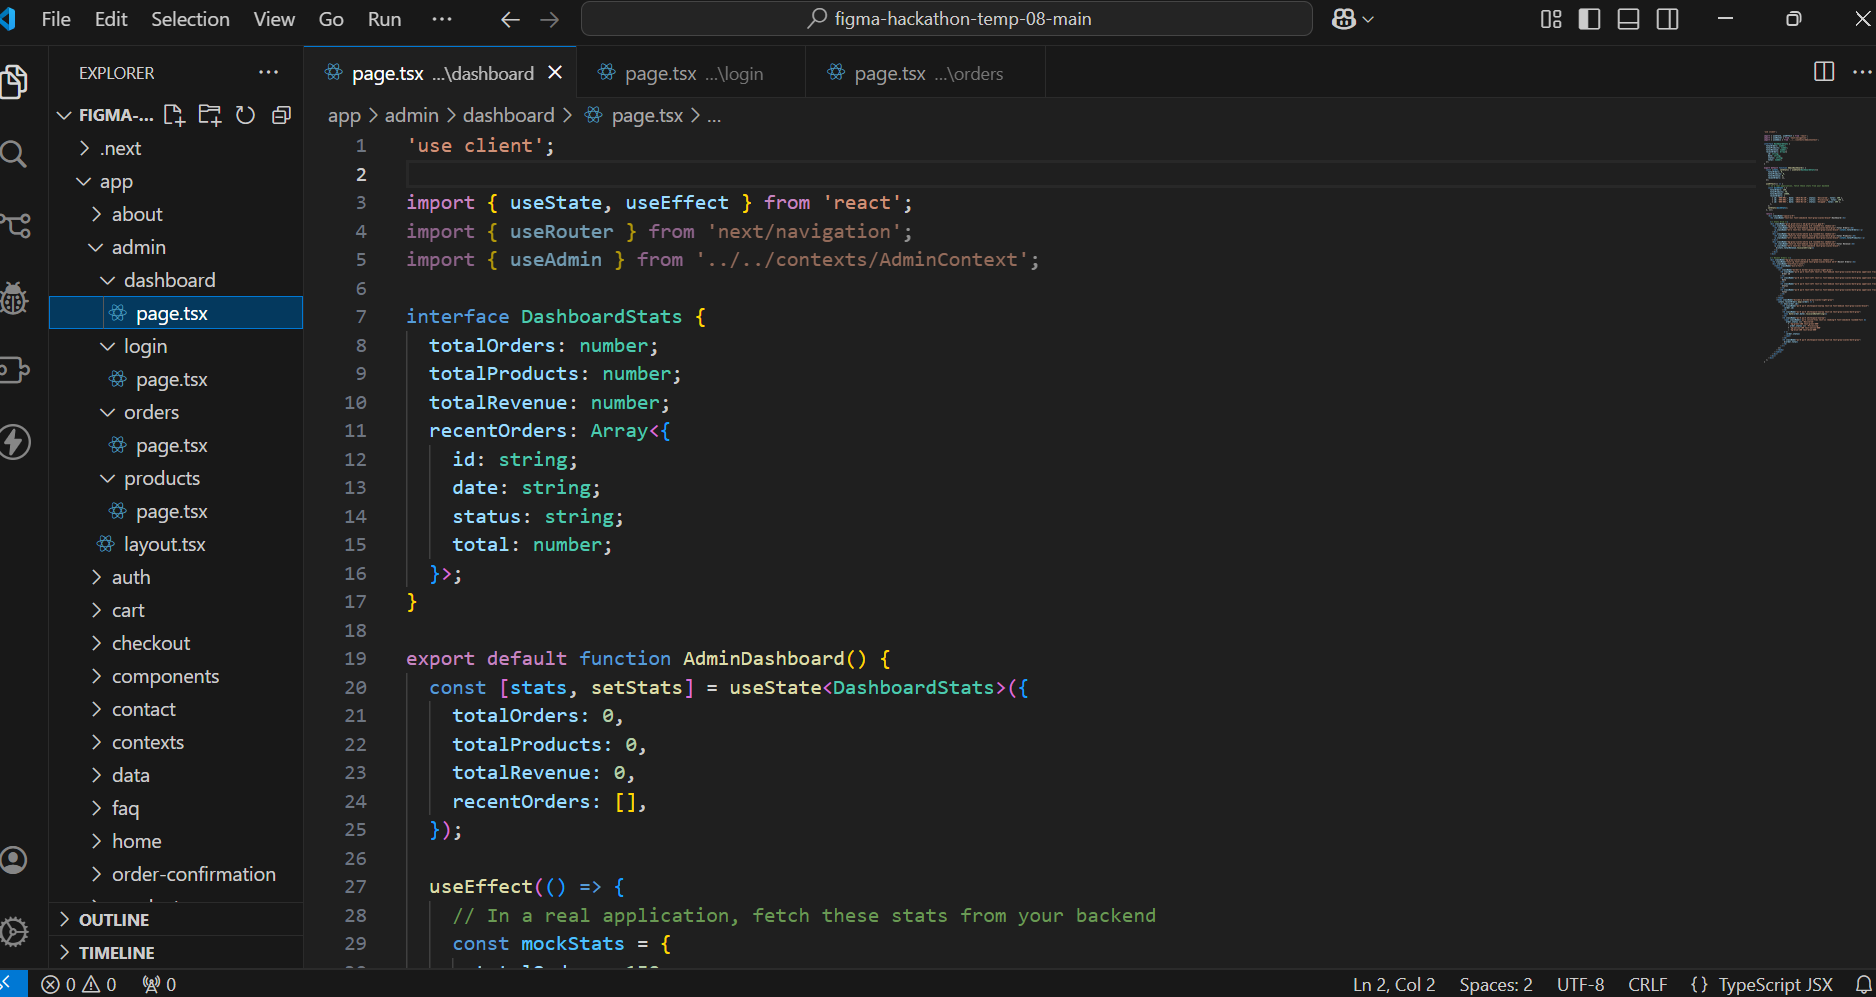 File Edit Selection View Go Run ··· figma-hackathon-temp-08-main
EXPLORER
FIGMA-...
.next
app
about
admin
dashboard
page.tsx
login
page.tsx
orders
page.tsx
products
page.tsx
layout.tsx
auth
cart
checkout
components
contact
contexts
data
faq
home
order-confirmation
OUTLINE
TIMELINE
page.tsx ...\dashboard page.tsx ...\login page.tsx ...\orders
app > admin > dashboard > page.tsx > ...
1 'use client';
2
3 import { useState, useEffect } from 'react';
4 import { useRouter } from 'next/navigation';
5 import { useAdmin } from '../../contexts/AdminContext';
6
7 interface DashboardStats {
8 totalOrders: number;
9 totalProducts: number;
10 totalRevenue: number;
11 recentOrders: Array<{
12 id: string;
13 date: string;
14 status: string;
15 total: number;
16 }>;
17 }
18
19 export default function AdminDashboard() {
20 const [stats, setStats] = useState<DashboardStats>({
21 totalOrders: 0,
22 totalProducts: 0,
23 totalRevenue: 0,
24 recentOrders: [],
25 });
26
27 useEffect(() => {
28 // In a real application, fetch these stats from your backend
29 const mockStats = {
0 0 0 Ln 2, Col 2 Spaces: 2 UTF-8 CRLF {} TypeScript JSX